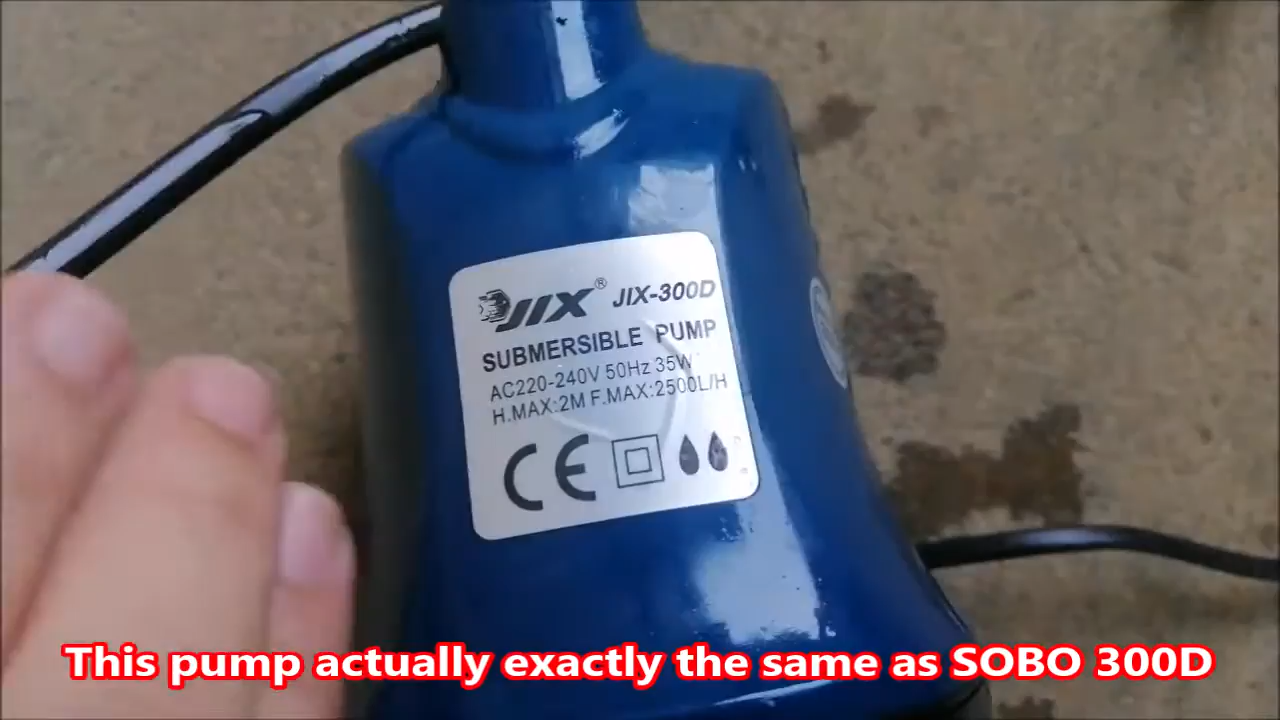 JIX® JIX-300D
SUBMERSIBLE PUMP
AC220-240V 50Hz 35W
H.MAX:2M F.MAX:2500L/H
CE
This pump actually exactly the same as SOBO 300D